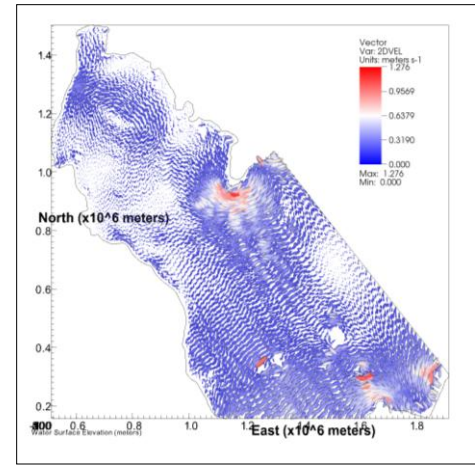 Vector
Var: 2DVEL
Units: meters s-1
1.276
0.9569
0.6379
0.3190
0.000
Max: 1.276
Min: 0.000
1.4
1.2
1.0
North (x10^6 meters)
0.8
0.6
0.4
0.2
0.6
0.8
1.0
1.2
1.4
1.6
1.8
Water Surface Elevation (meters)
East (x10^6 meters)